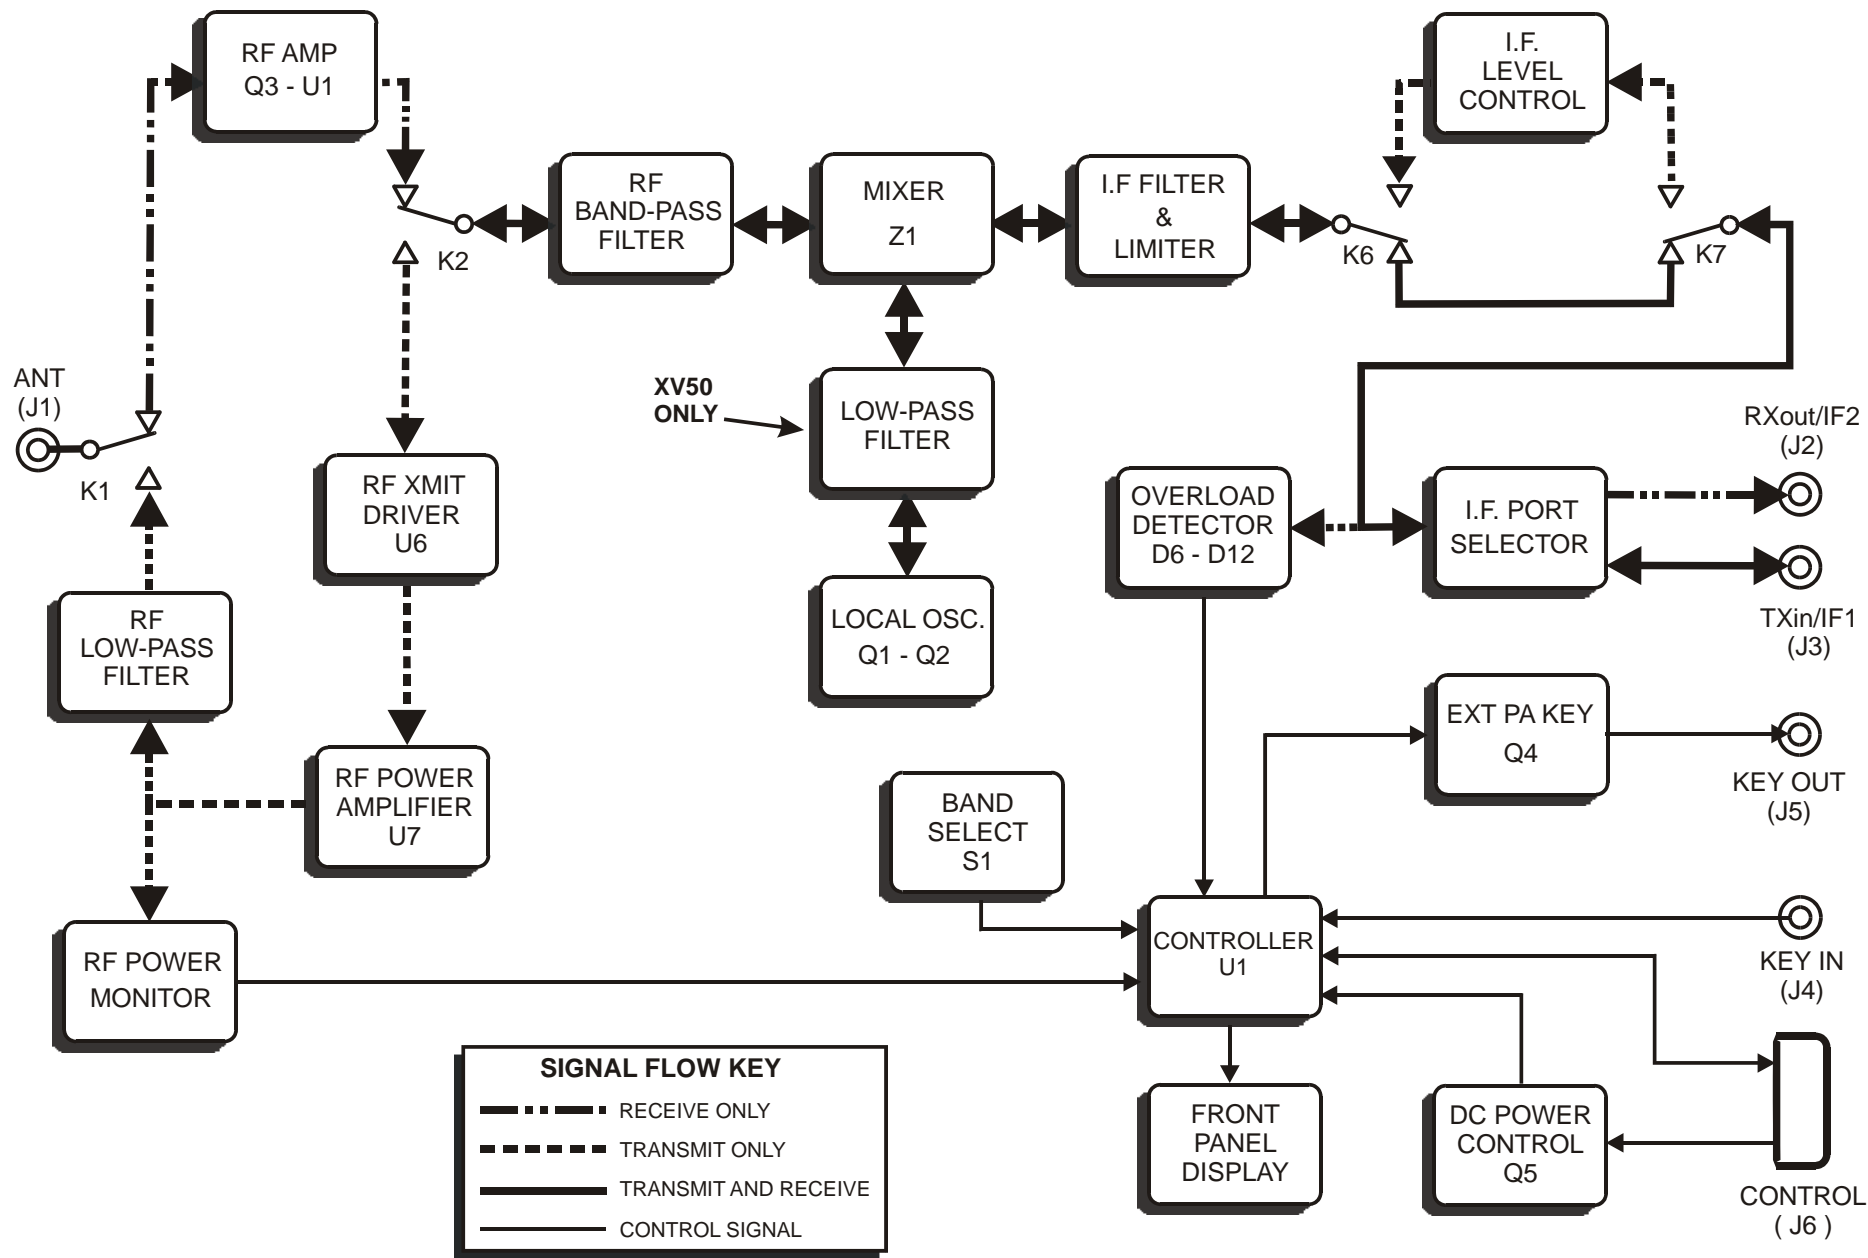 RF AMP
Q3 - U1
I.F.
LEVEL
CONTROL
RF
BAND-PASS
FILTER
MIXER
Z1
I.F FILTER
&
LIMITER
K2
K6
K7
ANT
(J1)
K1
XV50
ONLY
LOW-PASS
FILTER
RF XMIT
DRIVER
U6
OVERLOAD
DETECTOR
D6 - D12
I.F. PORT
SELECTOR
RXout/IF2
(J2)
TXin/IF1
(J3)
RF
LOW-PASS
FILTER
LOCAL OSC.
Q1 - Q2
EXT PA KEY
Q4
KEY OUT
(J5)
RF POWER
AMPLIFIER
U7
BAND
SELECT
S1
RF POWER
MONITOR
CONTROLLER
U1
KEY IN
(J4)
FRONT
PANEL
DISPLAY
DC POWER
CONTROL
Q5
CONTROL
( J6 )
SIGNAL FLOW KEY
RECEIVE ONLY
TRANSMIT ONLY
TRANSMIT AND RECEIVE
CONTROL SIGNAL